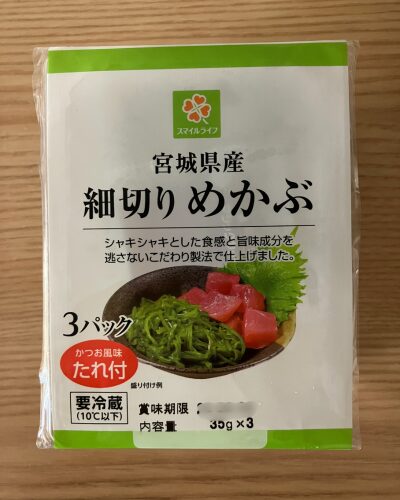 スマイルライフ
宮城県産
細切りめかぶ
シャキシャキとした食感と旨味成分を
逃さないこだわり製法で仕上げました。
3パック
かつお風味
たれ付
盛り付け例
要冷蔵
(10℃以下)
賞味期限
内容量 35g×3